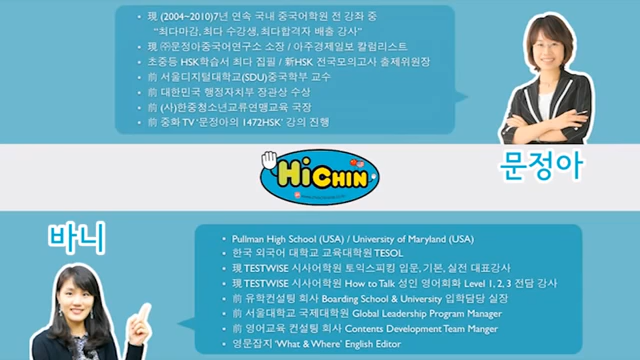 • 現 (2004~2010)7년 연속 국내 중국어학원 전 강좌 중
"최다마감, 최다 수강생, 최다합격자 배출 강사"
• 現 ㈜문정아중국어연구소 소장 / 아주경제일보 칼럼리스트
• 초중등 HSK학습서 최다 집필 / 新HSK 전국모의고사 출제위원장
• 前 서울디지털대학교(SDU)중국학부 교수
• 前 대한민국 행정자치부 장관상 수상
• 前 (사)한중청소년교류연맹교육 국장
• 前 중화 TV '문정아의 1472HSK' 강의 진행
문정아
HiCHIN
바니
• Pullman High School (USA) / University of Maryland (USA)
• 한국 외국어 대학교 교육대학원 TESOL
• 現 TESTWISE 시사어학원 토익스피킹 입문, 기본, 실전 대표강사
• 現 TESTWISE 시사어학원 How to Talk 성인 영어회화 Level 1, 2, 3 전담 강사
• 前 유학컨설팅 회사 Boarding School & University 입학담당 실장
• 前 서울대학교 국제대학원 Global Leadership Program Manager
• 前 영어교육 컨설팅 회사 Contents Development Team Manger
• 영문잡지 'What & Where' English Editor